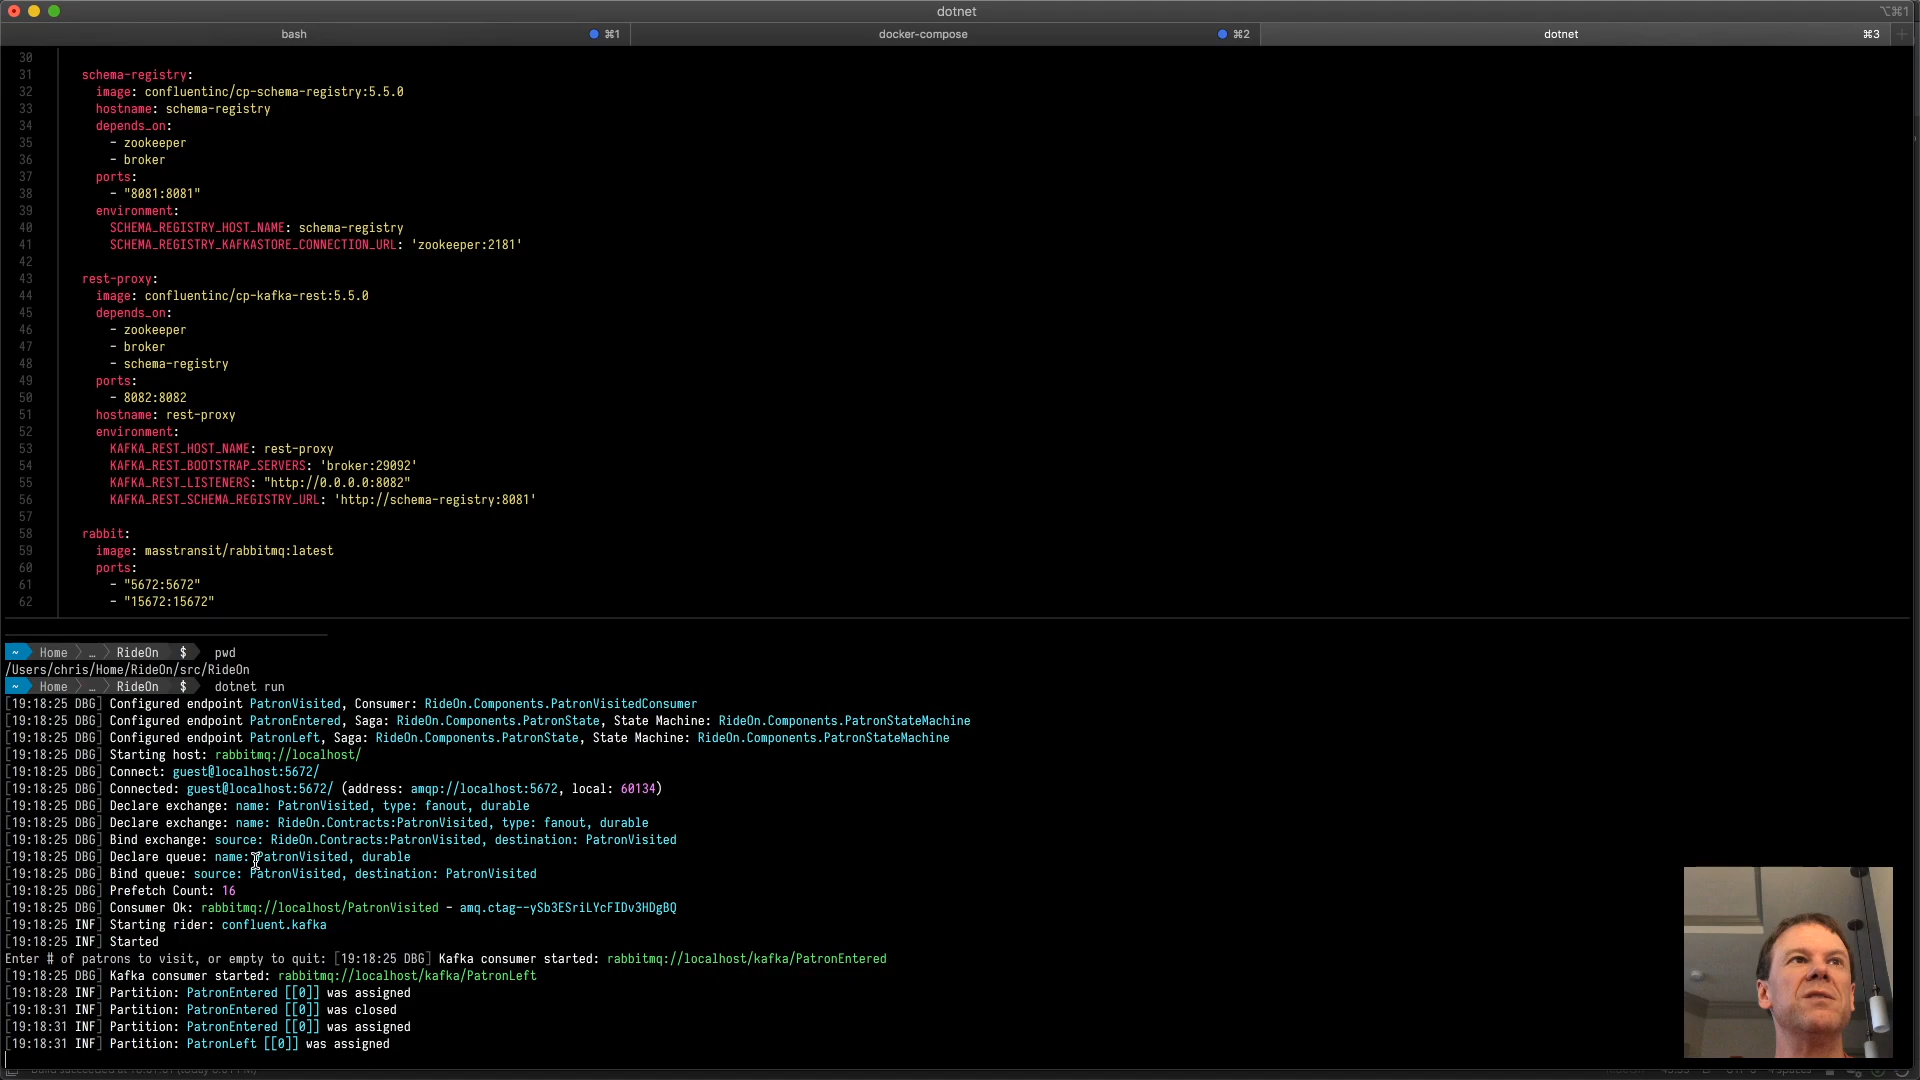 dotnet
⌥⌘1
bash ⌘1
docker-compose ⌘2
dotnet ⌘3
30
31 schema-registry:
32 image: confluentinc/cp-schema-registry:5.5.0
33 hostname: schema-registry
34 depends_on:
35 - zookeeper
36 - broker
37 ports:
38 - "8081:8081"
39 environment:
40 SCHEMA_REGISTRY_HOST_NAME: schema-registry
41 SCHEMA_REGISTRY_KAFKASTORE_CONNECTION_URL: 'zookeeper:2181'
42
43 rest-proxy:
44 image: confluentinc/cp-kafka-rest:5.5.0
45 depends_on:
46 - zookeeper
47 - broker
48 - schema-registry
49 ports:
50 - 8082:8082
51 hostname: rest-proxy
52 environment:
53 KAFKA_REST_HOST_NAME: rest-proxy
54 KAFKA_REST_BOOTSTRAP_SERVERS: 'broker:29092'
55 KAFKA_REST_LISTENERS: "http://0.0.0.0:8082"
56 KAFKA_REST_SCHEMA_REGISTRY_URL: 'http://schema-registry:8081'
57
58 rabbit:
59 image: masstransit/rabbitmq:latest
60 ports:
61 - "5672:5672"
62 - "15672:15672"
~ Home … RideOn $ pwd
/Users/chris/Home/RideOn/src/RideOn
~ Home … RideOn $ dotnet run
[19:18:25 DBG] Configured endpoint PatronVisited, Consumer: RideOn.Components.PatronVisitedConsumer
[19:18:25 DBG] Configured endpoint PatronEntered, Saga: RideOn.Components.PatronState, State Machine: RideOn.Components.PatronStateMachine
[19:18:25 DBG] Configured endpoint PatronLeft, Saga: RideOn.Components.PatronState, State Machine: RideOn.Components.PatronStateMachine
[19:18:25 DBG] Starting host: rabbitmq://localhost/
[19:18:25 DBG] Connect: guest@localhost:5672/
[19:18:25 DBG] Connected: guest@localhost:5672/ (address: amqp://localhost:5672, local: 60134)
[19:18:25 DBG] Declare exchange: name: PatronVisited, type: fanout, durable
[19:18:25 DBG] Declare exchange: name: RideOn.Contracts:PatronVisited, type: fanout, durable
[19:18:25 DBG] Bind exchange: source: RideOn.Contracts:PatronVisited, destination: PatronVisited
[19:18:25 DBG] Declare queue: name: PatronVisited, durable
[19:18:25 DBG] Bind queue: source: PatronVisited, destination: PatronVisited
[19:18:25 DBG] Prefetch Count: 16
[19:18:25 DBG] Consumer Ok: rabbitmq://localhost/PatronVisited - amq.ctag--ySb3ESriLYcFIDv3HDgBQ
[19:18:25 INF] Starting rider: confluent.kafka
[19:18:25 INF] Started
Enter # of patrons to visit, or empty to quit: [19:18:25 DBG] Kafka consumer started: rabbitmq://localhost/kafka/PatronEntered
[19:18:25 DBG] Kafka consumer started: rabbitmq://localhost/kafka/PatronLeft
[19:18:28 INF] Partition: PatronEntered [[0]] was assigned
[19:18:31 INF] Partition: PatronEntered [[0]] was closed
[19:18:31 INF] Partition: PatronEntered [[0]] was assigned
[19:18:31 INF] Partition: PatronLeft [[0]] was assigned